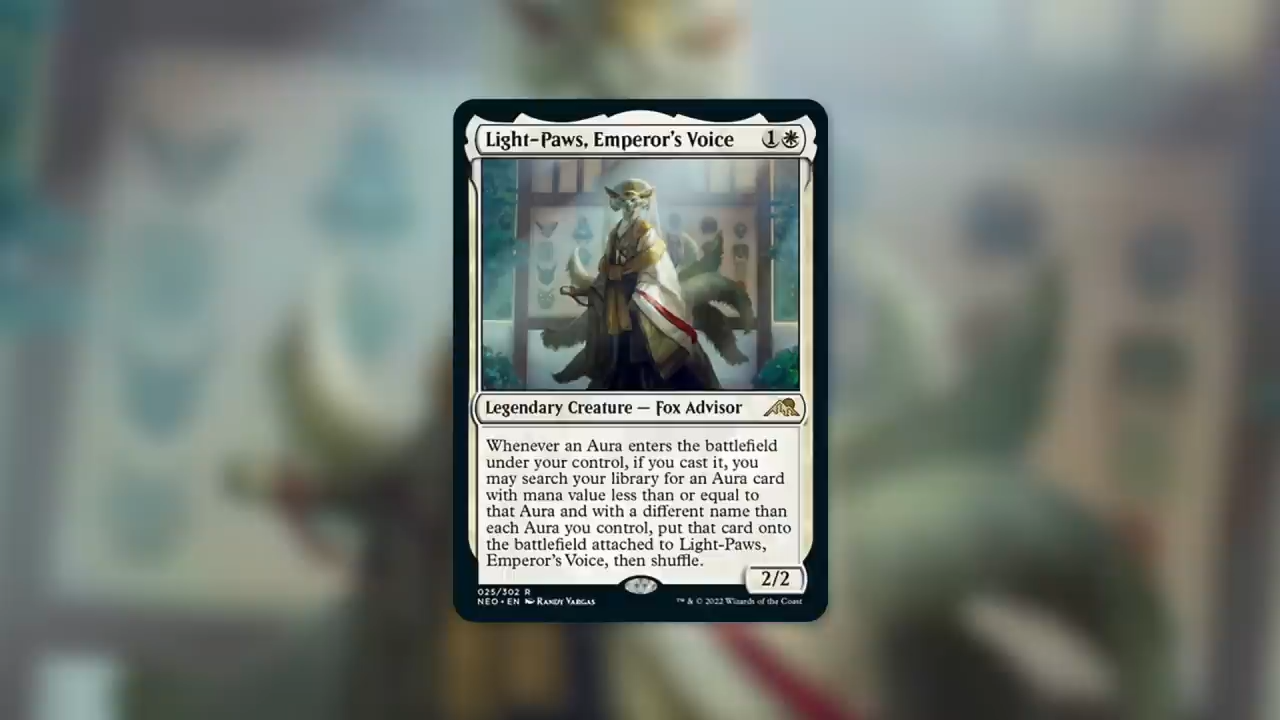 Light-Paws, Emperor's Voice 1
Legendary Creature — Fox Advisor
Whenever an Aura enters the battlefield
under your control, if you cast it, you
may search your library for an Aura card
with mana value less than or equal to
that Aura and with a different name than
each Aura you control, put that card onto
the battlefield attached to Light-Paws,
Emperor's Voice, then shuffle.
2/2
025/302 R
NEO • EN Randy Vargas
™ & © 2022 Wizards of the Coast